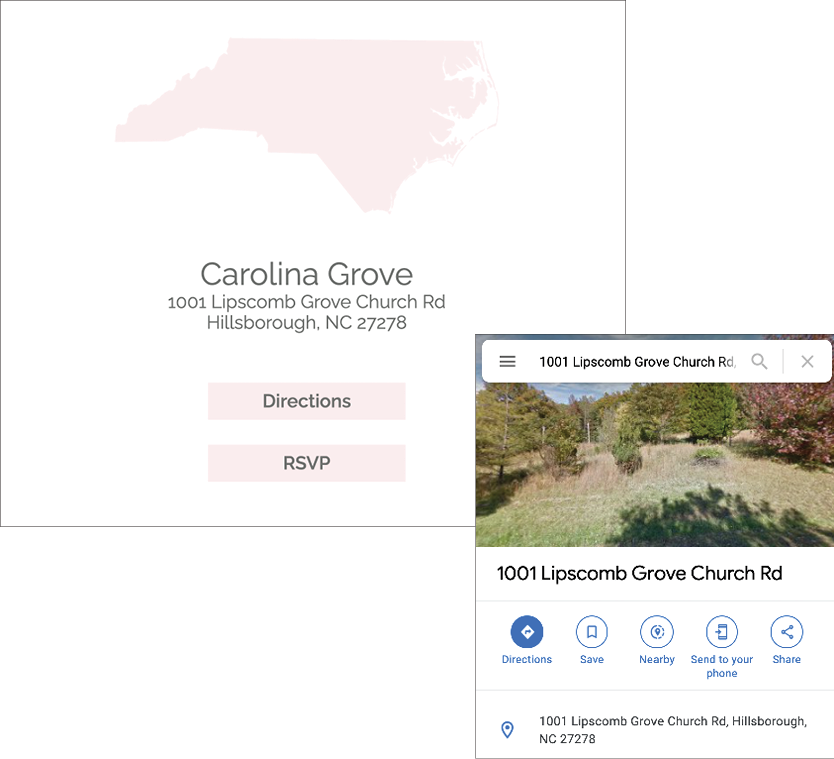 Carolina Grove
1001 Lipscomb Grove Church Rd
Hillsborough, NC 27278
Directions
RSVP
1001 Lipscomb Grove Church Rd,
1001 Lipscomb Grove Church Rd
Directions
Save
Nearby
Send to your
phone
Share
1001 Lipscomb Grove Church Rd, Hillsborough,
NC 27278